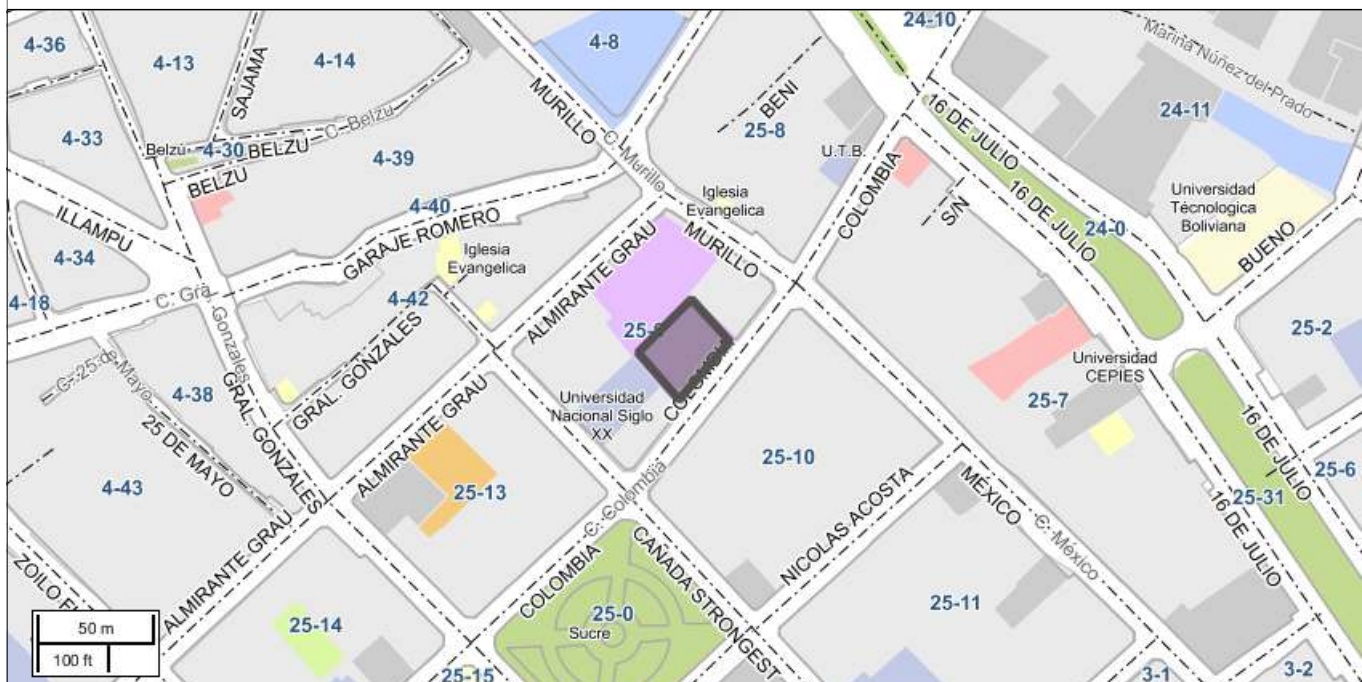 4-36
4-13
4-14
4-8
24-10
Marina Núñez del Prado
SAJAMA
MURILLO
BENI
16 DE JULIO
24-11
4-33
Belzu
4-30
BELZU
C. Belzu
BELZU
4-39
C. Murillo
25-8
U.T.B.
COLOMBIA
16 DE JULIO
Universidad
Técnologica
Boliviana
S/N
24-0
BUENO
ILLAMPU
4-40
GARAJE ROMERO
Iglesia
Evangelica
Iglesia
Evangelica
ALMIRANTE GRAU
MURILLO
4-34
4-18
C. Gra
4-42
Gonzales
25-2
C. 25 de Mayo
4-38
GRAL. GONZALES
GRAL. GONZALES
Universidad
CEPIES
25-7
Universidad
Nacional Siglo
XX
COLOMBIA
25 DE MAYO
ALMIRANTE GRAU
16 DE JULIO
25-10
25-6
4-43
25-13
MÉXICO
25-31
C. Colombia
NICOLAS ACOSTA
16 DE JULIO
C. México
ALMIRANTE GRAU
COLOMBIA
CAÑADA STRONGEST
25-0
Sucre
25-11
25-14
25-15
3-1
3-2
50 m
100 ft